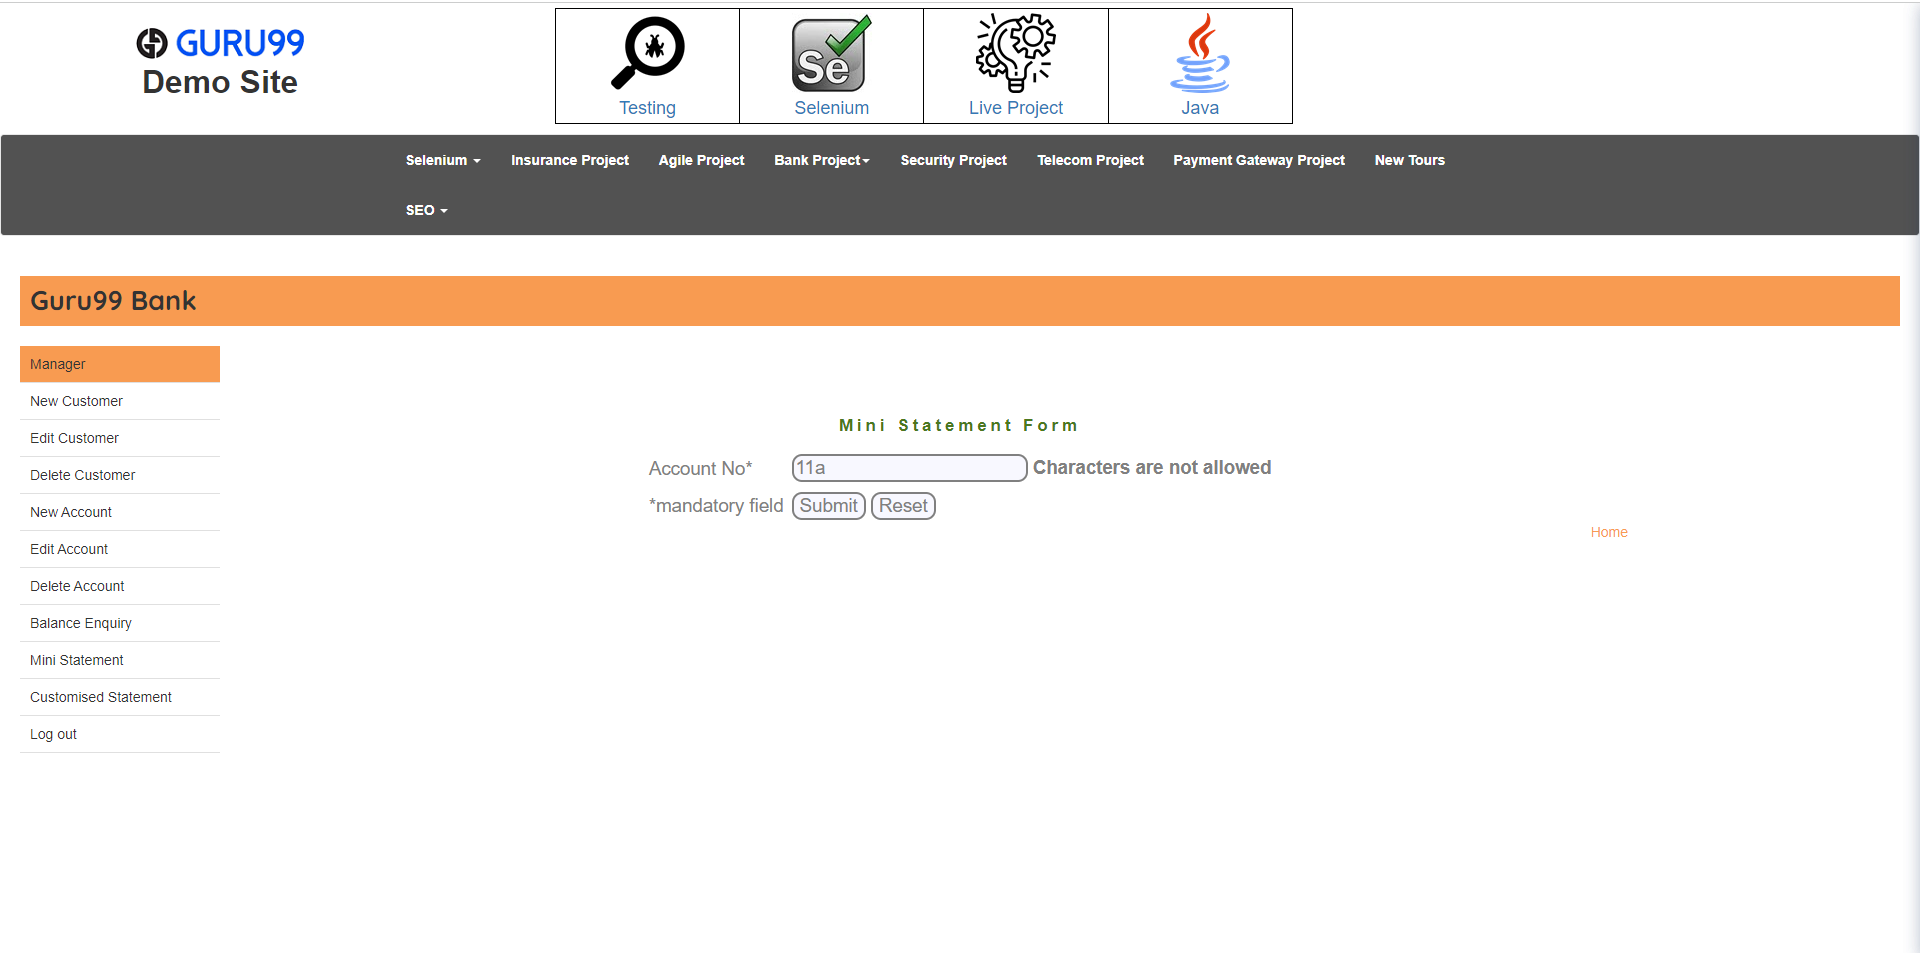 GURU99
Demo Site
Se
Testing
Selenium
Live Project
Java
Selenium
Insurance Project
Agile Project
Bank Project
Security Project
Telecom Project
Payment Gateway Project
New Tours
SEO
Guru99 Bank
Manager
New Customer
Edit Customer
Delete Customer
New Account
Edit Account
Delete Account
Balance Enquiry
Mini Statement
Customised Statement
Log out
Mini Statement Form
Account No* 11a Characters are not allowed
*mandatory field Submit Reset
Home